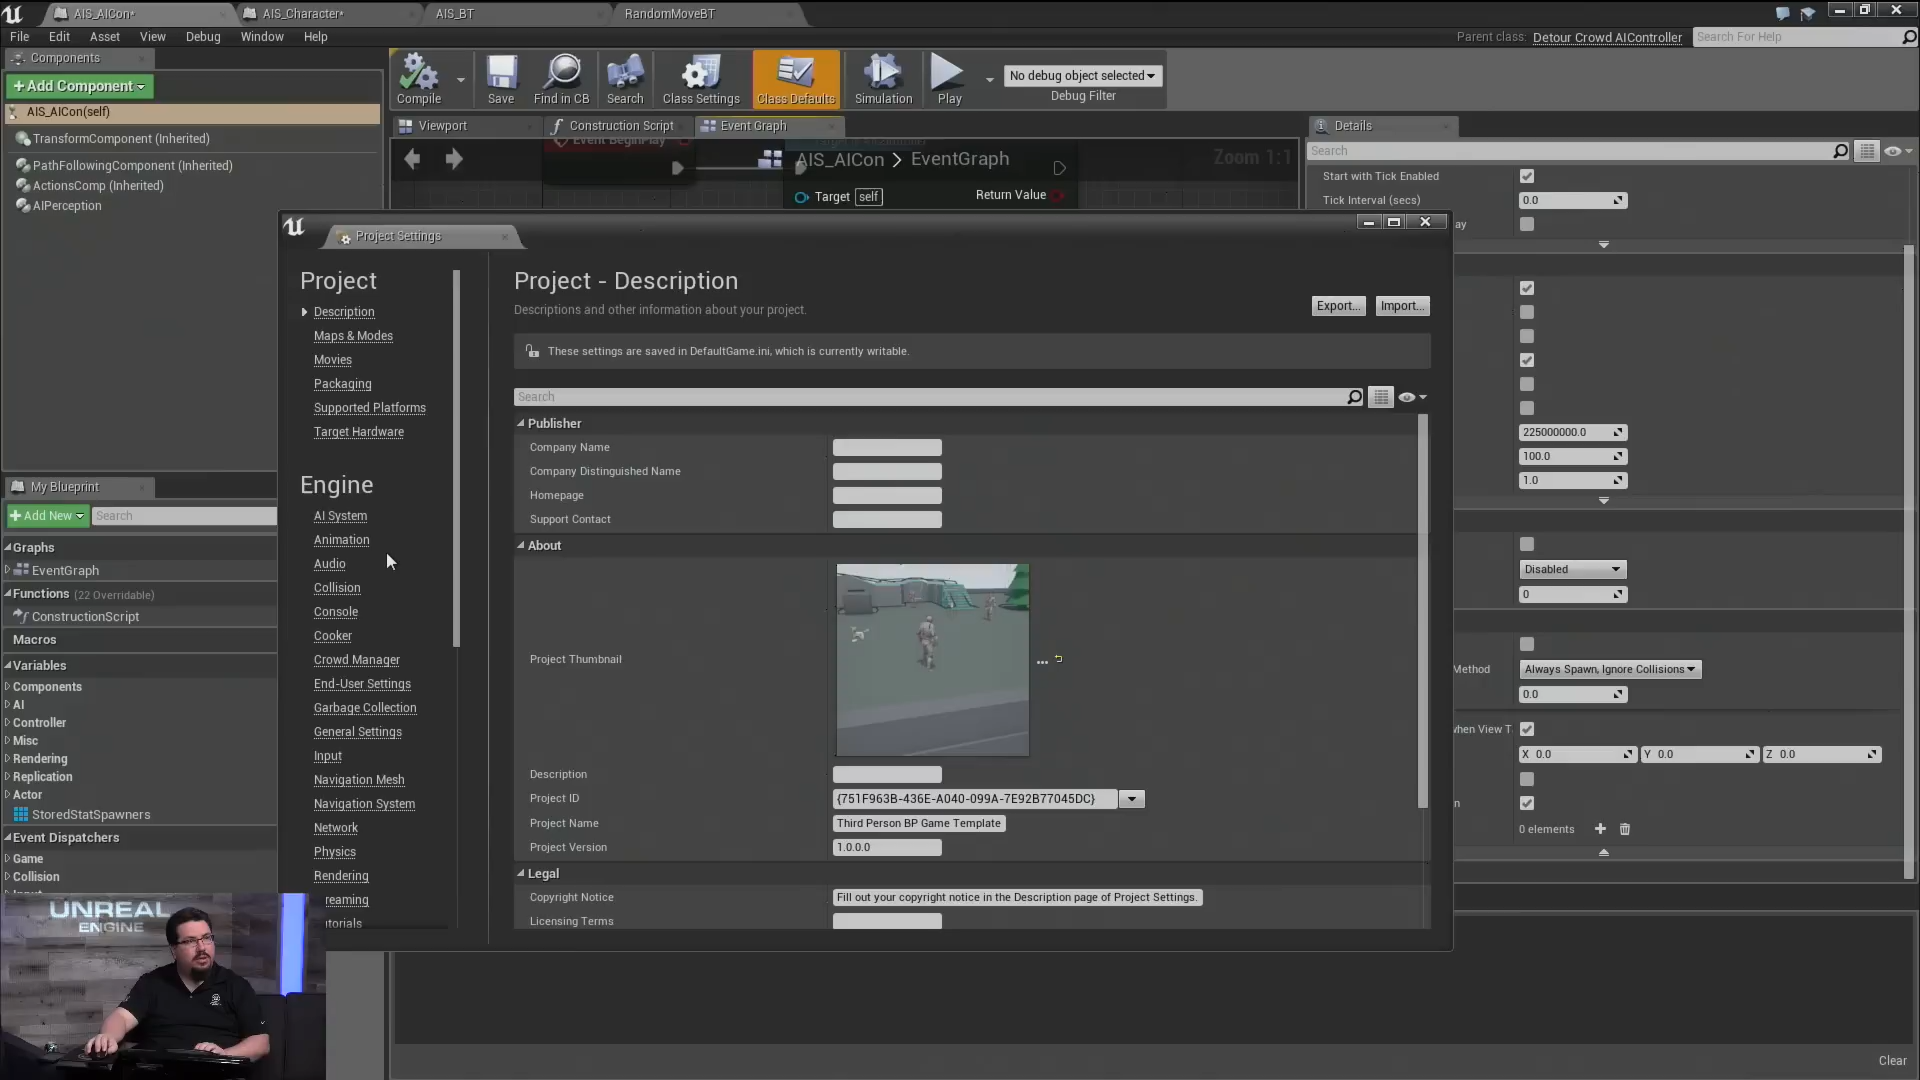 AIS_AICon*
AIS_Character*
AIS_BT
RandomMoveBT
File Edit Asset View Debug Window Help
Parent class: Detour Crowd AIController
Search For Help
Components
+Add Component
AIS_AICon(self)
TransformComponent (Inherited)
PathFollowingComponent (Inherited)
ActionsComp (Inherited)
AIPerception
Compile
Save
Find in CB
Search
Class Settings
Class Defaults
Simulation
Play
No debug object selected
Debug Filter
Viewport
Construction Script
Event Graph
Event BeginPlay
AIS_AICon > EventGraph
Zoom 1:1
Target self
Return Value
Details
Search
Start with Tick Enabled
Tick Interval (secs) 0.0
ay
225000000.0
100.0
1.0
Disabled
0
Method Always Spawn, Ignore Collisions
0.0
when View T
X 0.0 Y 0.0 Z 0.0
n
0 elements
Clear
My Blueprint
+Add New Search
Graphs
EventGraph
Functions (22 Overridable)
ConstructionScript
Macros
Variables
Components
AI
Controller
Misc
Rendering
Replication
Actor
StoredStatSpawners
Event Dispatchers
Game
Collision
Project Settings
Project
Description
Maps & Modes
Movies
Packaging
Supported Platforms
Target Hardware
Engine
AI System
Animation
Audio
Collision
Console
Cooker
Crowd Manager
End-User Settings
Garbage Collection
General Settings
Input
Navigation Mesh
Navigation System
Network
Physics
Rendering
reaming
utorials
Project - Description
Descriptions and other information about your project.
Export...
Import...
These settings are saved in DefaultGame.ini, which is currently writable.
Search
Publisher
Company Name
Company Distinguished Name
Homepage
Support Contact
About
Project Thumbnail
...
Description
Project ID {751F963B-436E-A040-099A-7E92B77045DC}
Project Name Third Person BP Game Template
Project Version 1.0.0.0
Legal
Copyright Notice Fill out your copyright notice in the Description page of Project Settings.
Licensing Terms
UNREAL
ENGINE